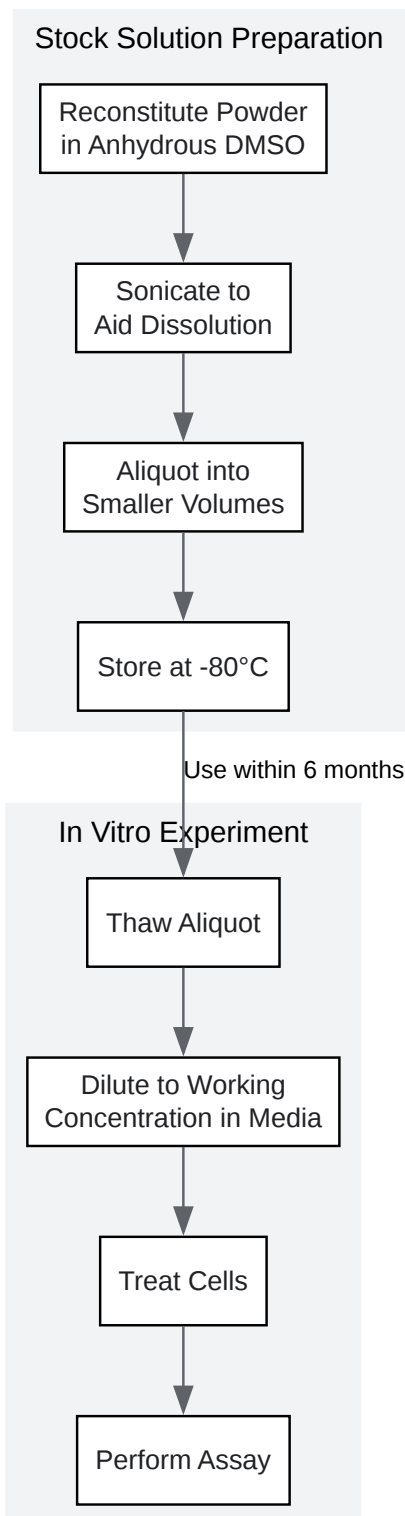 Stock Solution Preparation
Reconstitute Powder
in Anhydrous DMSO
Sonicate to
Aid Dissolution
Aliquot into
Smaller Volumes
Store at -80°C
Use within 6 months
In Vitro Experiment
Thaw Aliquot
Dilute to Working
Concentration in Media
Treat Cells
Perform Assay